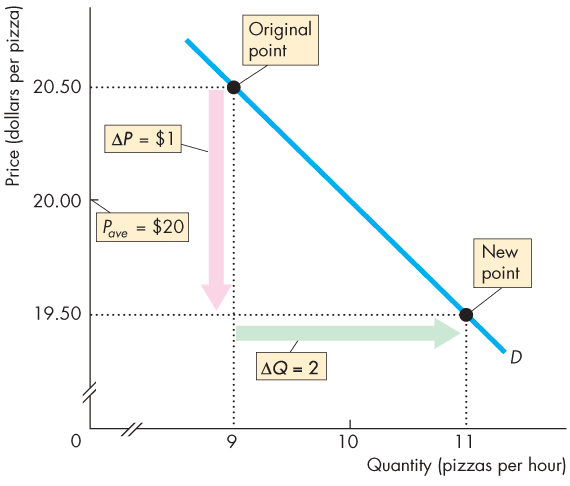 Price (dollars per pizza)
Original
point
20.50
ΔP = $1
20.00
Pave = $20
New
point
19.50
ΔQ = 2
D
0
9
10
11
Quantity (pizzas per hour)